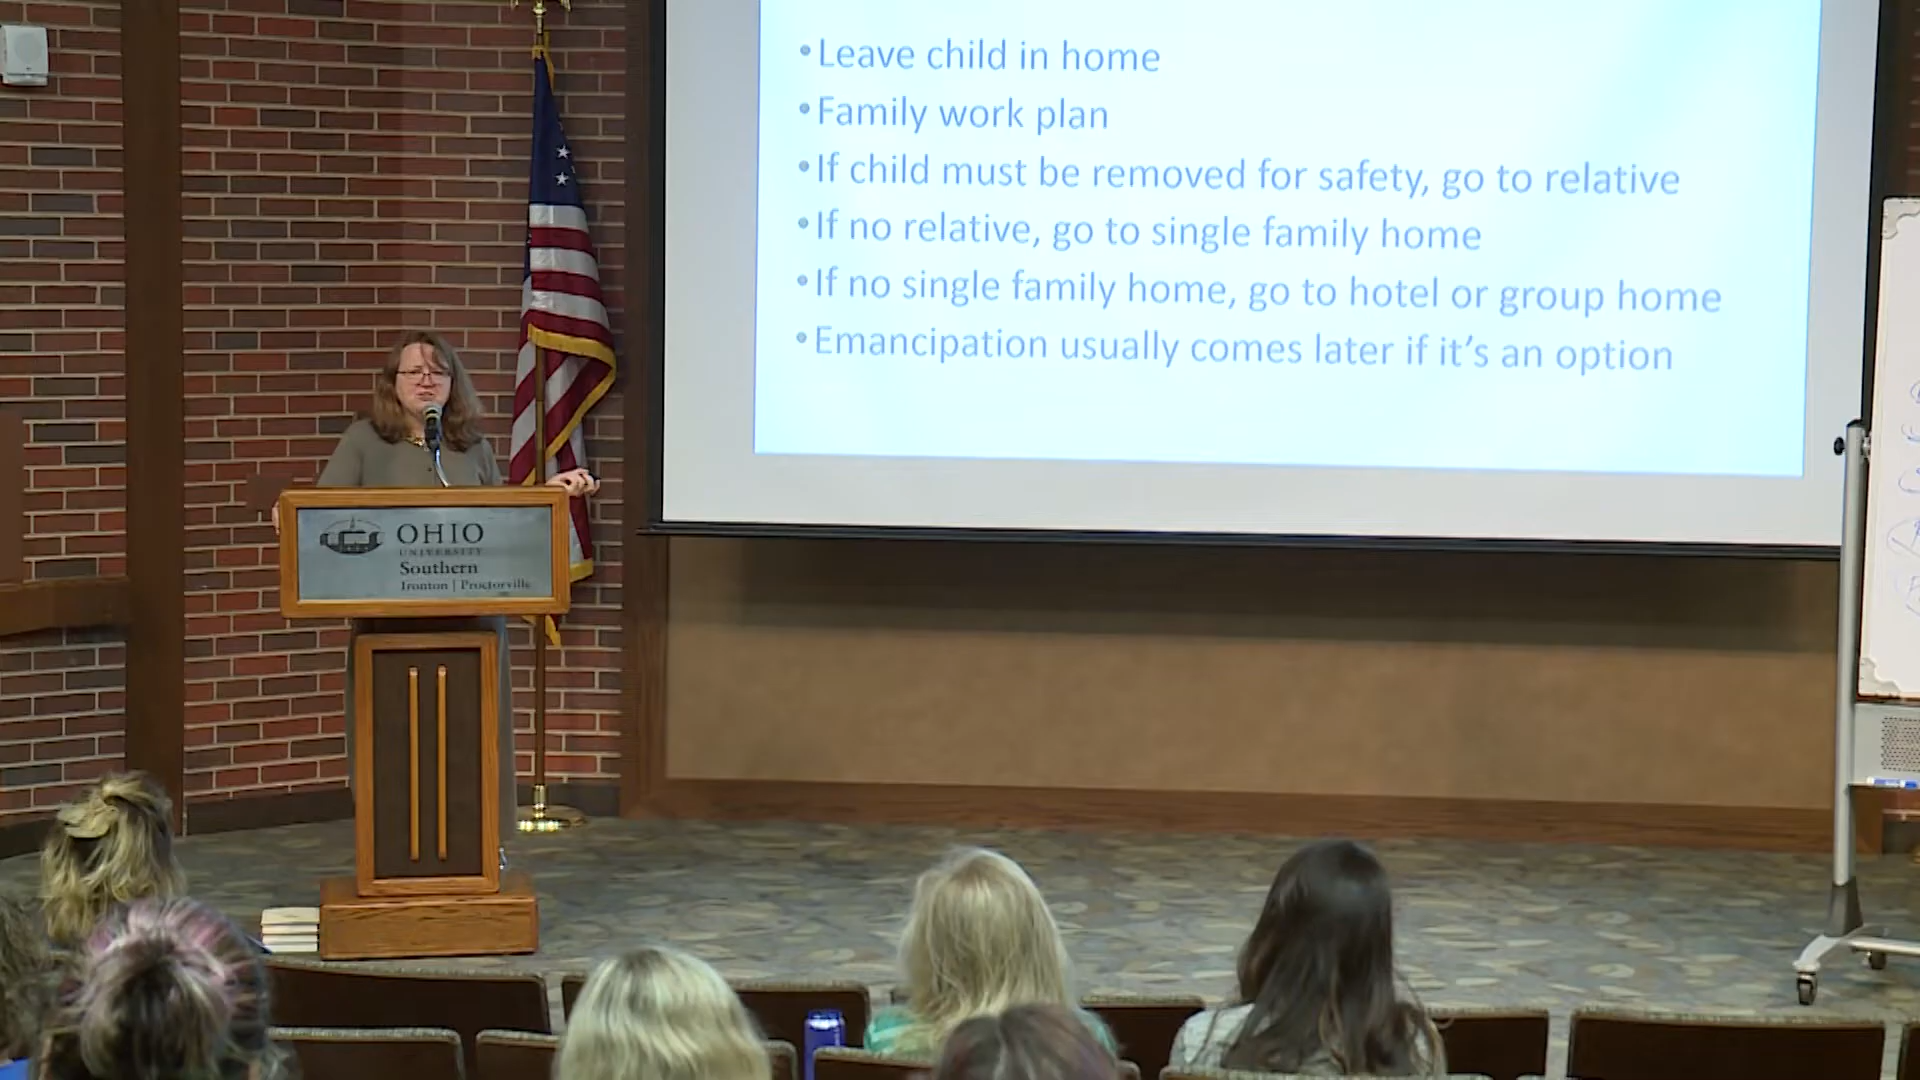 •Leave child in home
•Family work plan
•If child must be removed for safety, go to relative
•If no relative, go to single family home
•If no single family home, go to hotel or group home
•Emancipation usually comes later if it's an option
OHIO
UNIVERSITY
Southern
Ironton | Proctorville